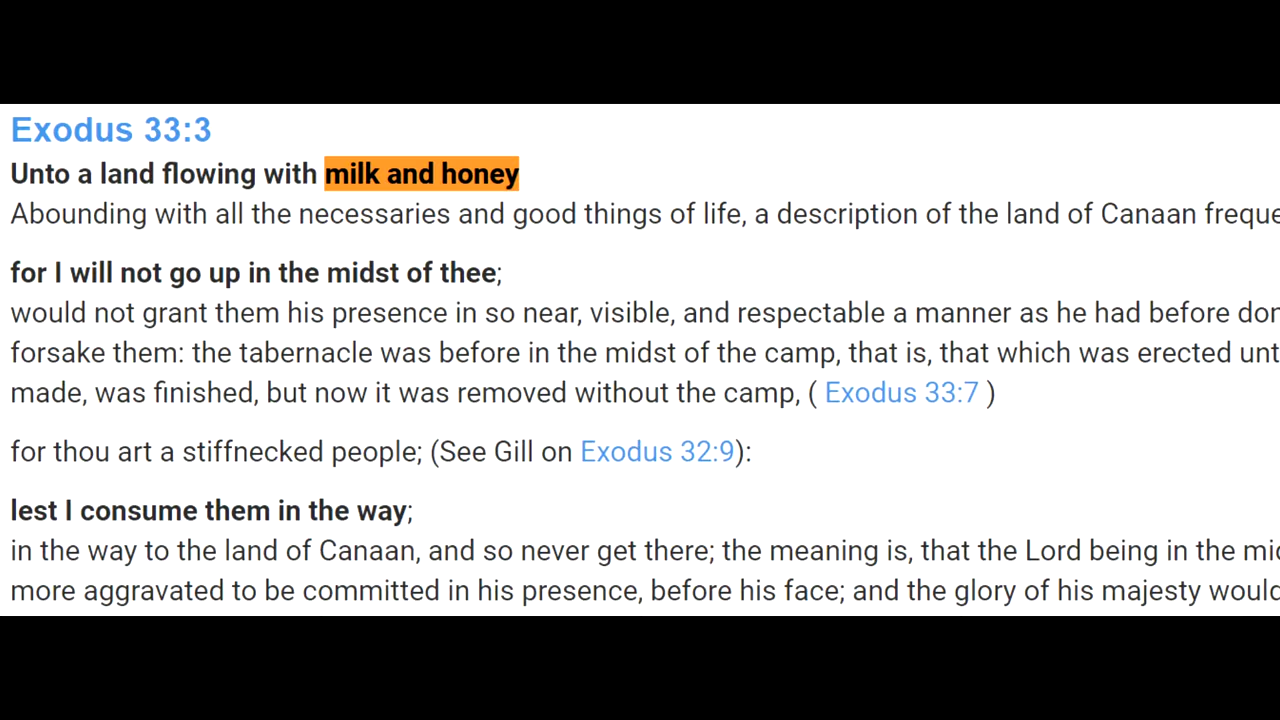 Exodus 33:3
Unto a land flowing with milk and honey
Abounding with all the necessaries and good things of life, a description of the land of Canaan
for I will not go up in the midst of thee;
would not grant them his presence in so near, visible, and respectable a manner as he had before
forsake them: the tabernacle was before in the midst of the camp, that is, that which was erected
made, was finished, but now it was removed without the camp, ( Exodus 33:7 )
for thou art a stiffnecked people; (See Gill on Exodus 32:9):
lest I consume them in the way;
in the way to the land of Canaan, and so never get there; the meaning is, that the Lord being in the
more aggravated to be committed in his presence, before his face; and the glory of his majesty